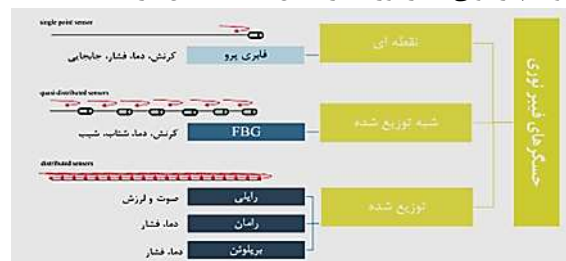 حسگرهای فیبر نوری
single point sensor
نقطه ای
فابری پرو
کرنش، دما، فشار، جابجایی
quasi-distributed sensors
شبه توزیع شده
FBG
کرنش، دما، شتاب، شیب
distributed sensors
توزیع شده
رایلی
صوت و لرزش
رامان
دما، فشار
بریلوئن
دما، فشار